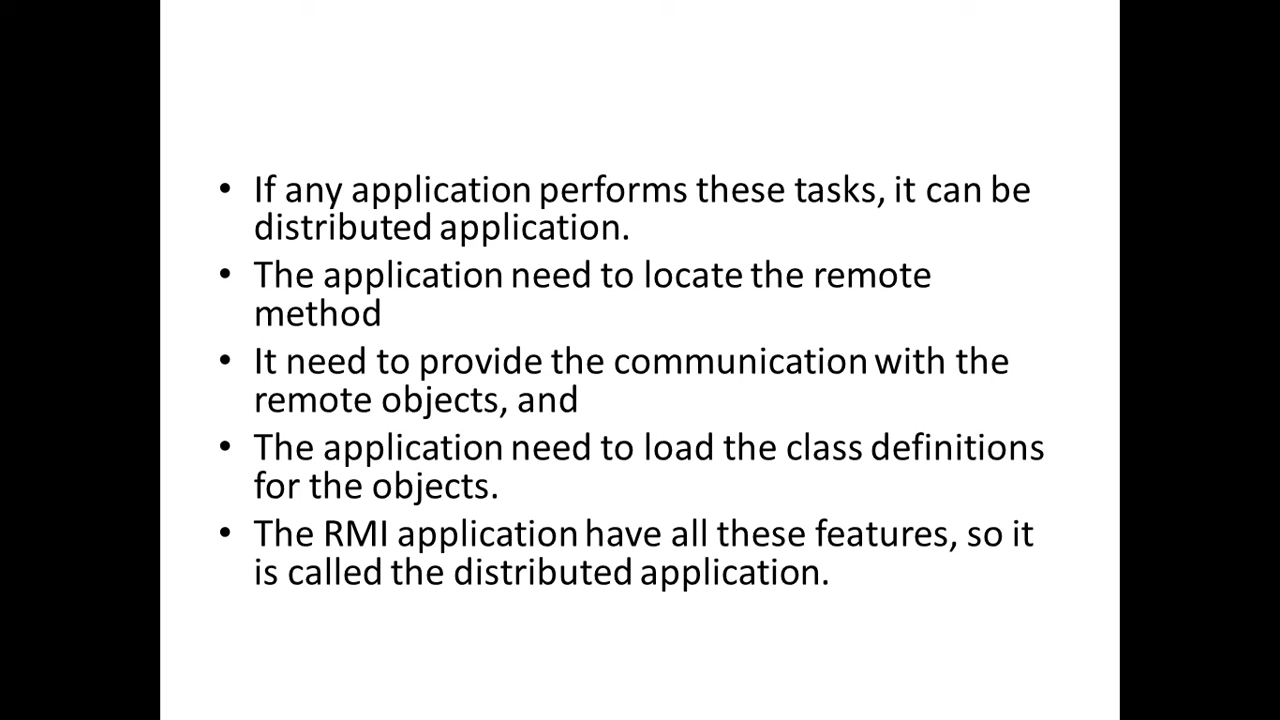 • If any application performs these tasks, it can be
distributed application.
• The application need to locate the remote
method
• It need to provide the communication with the
remote objects, and
• The application need to load the class definitions
for the objects.
• The RMI application have all these features, so it
is called the distributed application.